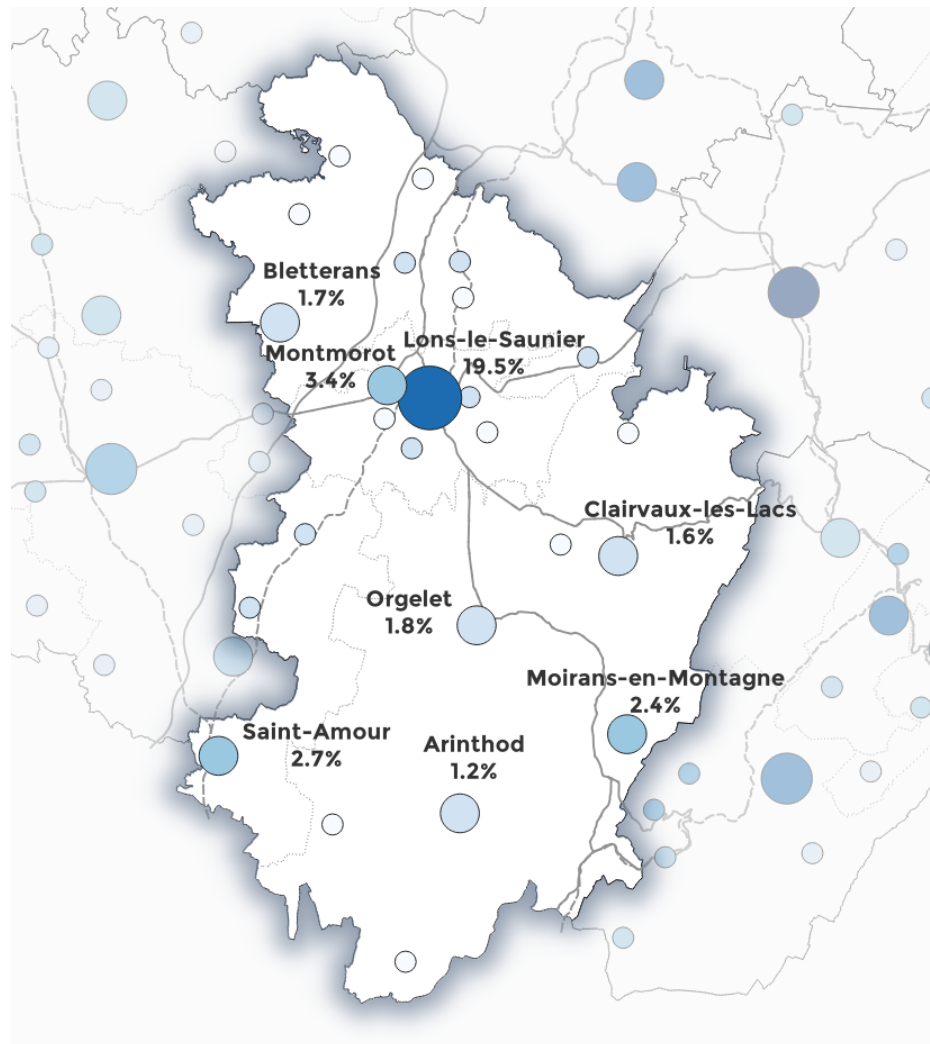 Bletterans
1.7%
Lons-le-Saunier
19.5%
Montmorot
3.4%
Clairvaux-les-Lacs
1.6%
Orgelet
1.8%
Moirans-en-Montagne
2.4%
Saint-Amour
2.7%
Arinthod
1.2%